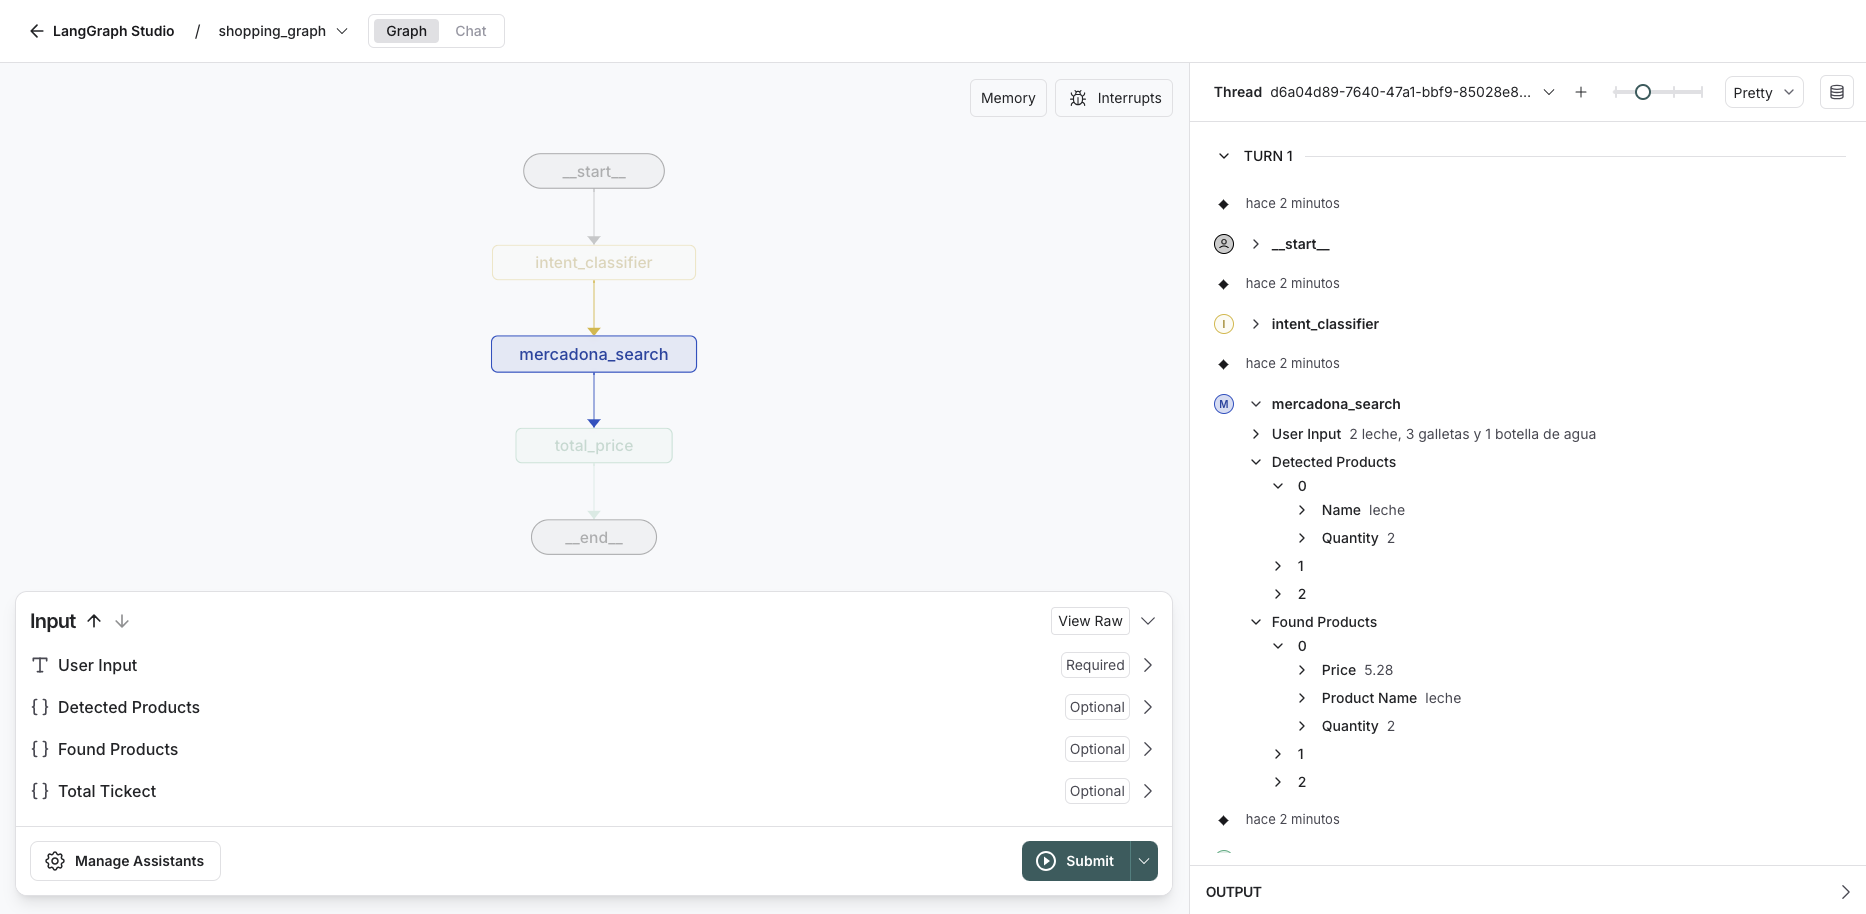 LangGraph Studio / shopping_graph Graph Chat
Memory Interrupts
__start__
intent_classifier
mercadona_search
total_price
__end__
Input View Raw
User Input Required
{} Detected Products Optional
{} Found Products Optional
{} Total Tickect Optional
Manage Assistants Submit
Thread d6a04d89-7640-47a1-bbf9-85028e8... Pretty
TURN 1
hace 2 minutos
__start__
hace 2 minutos
I intent_classifier
hace 2 minutos
M mercadona_search
User Input 2 leche, 3 galletas y 1 botella de agua
Detected Products
0
Name leche
Quantity 2
1
2
Found Products
0
Price 5.28
Product Name leche
Quantity 2
1
2
hace 2 minutos
OUTPUT